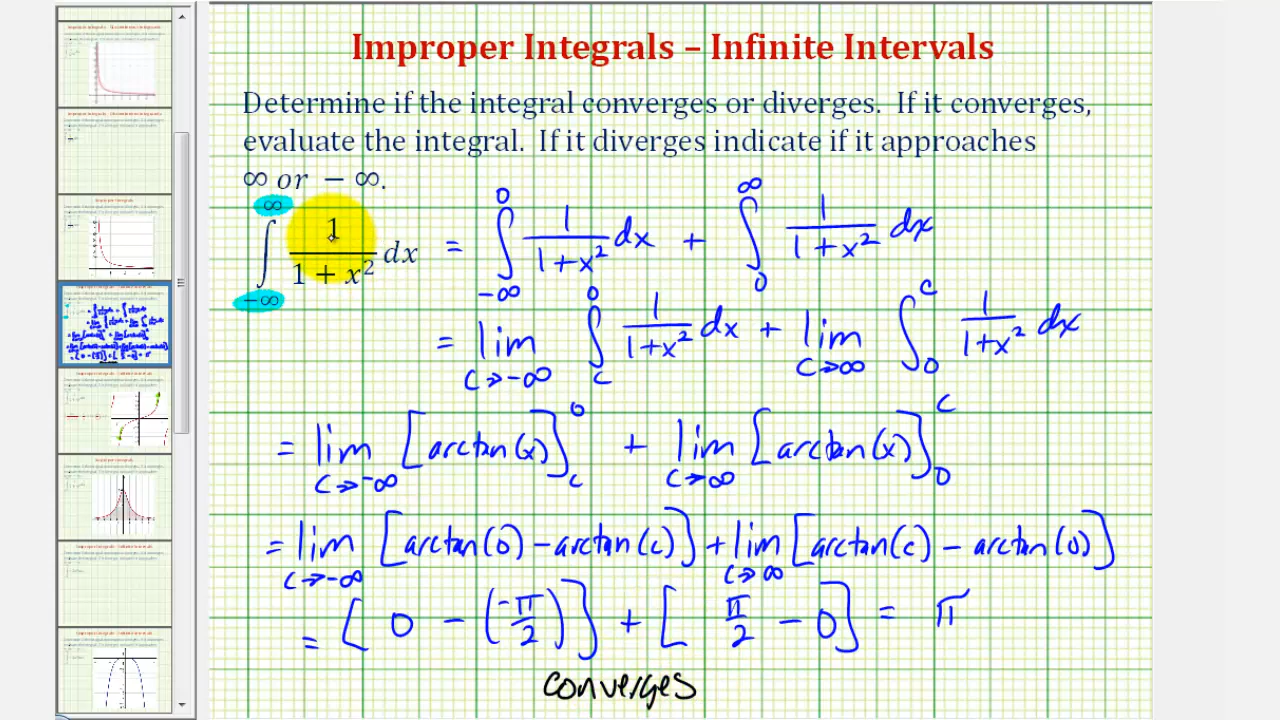 Improper Integrals – Infinite Intervals
Determine if the integral converges or diverges. If it converges,
evaluate the integral. If it diverges indicate if it approaches
∞ or − ∞.
∫_{−∞}^{∞} 1/(1 + x²) dx = ∫_{−∞}^{0} 1/(1+x²) dx + ∫_{0}^{∞} 1/(1+x²) dx
= lim_{c→−∞} ∫_{c}^{0} 1/(1+x²) dx + lim_{c→∞} ∫_{0}^{c} 1/(1+x²) dx
= lim_{c→−∞} [arctan(x)]_{c}^{0} + lim_{c→∞} [arctan(x)]_{0}^{c}
= lim_{c→−∞} [arctan(0) − arctan(c)] + lim_{c→∞} [arctan(c) − arctan(0)]
= [0 − (−π/2)] + [π/2 − 0] = π
converges